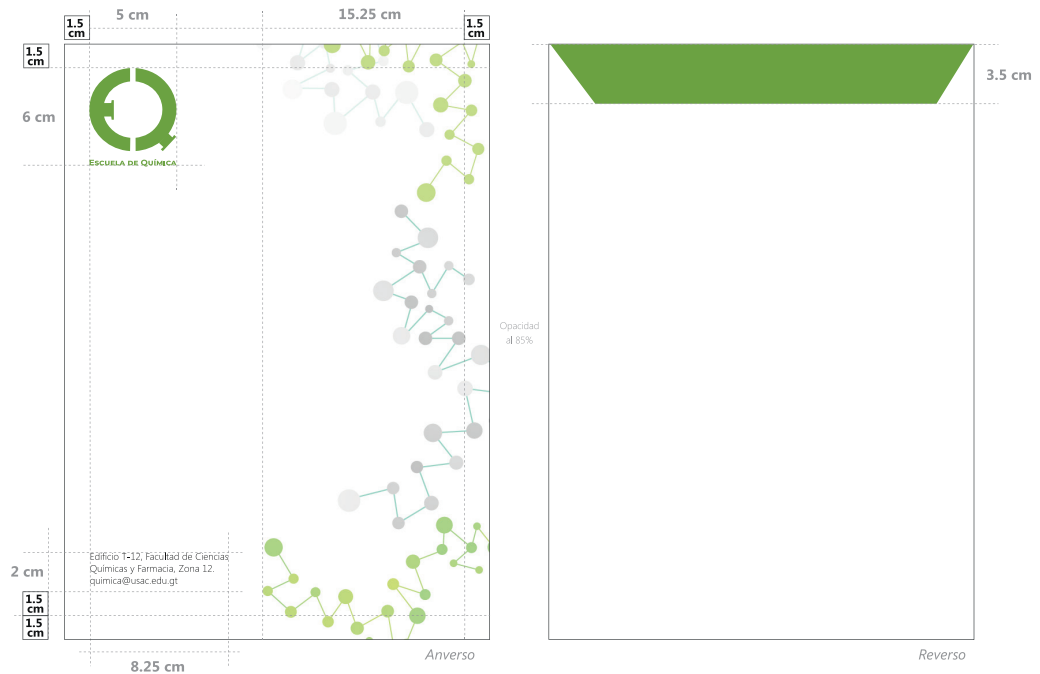 5 cm
15.25 cm
1.5
cm
1.5
cm
1.5
cm
3.5 cm
6 cm
ESCUELA DE QUÍMICA
Opacidad
al 85%
Edificio T-12, Facultad de Ciencias
Químicas y Farmacia, Zona 12.
quimica@usac.edu.gt
2 cm
1.5
cm
1.5
cm
8.25 cm
Anverso
Reverso